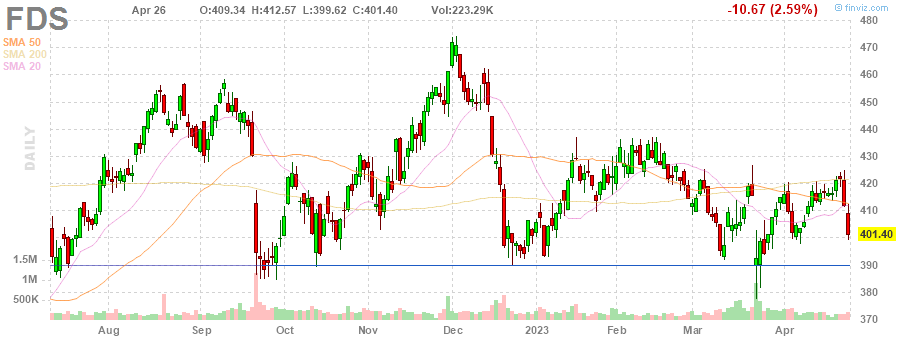 FDS Apr 26 O:409.34 H:412.57 L:399.62 C:401.40 Vol:223.29K -10.67 (2.59%) @ finviz.com
SMA 50
SMA 200
SMA 20
DAILY
480
470
460
450
440
430
420
410
401.40
390
380
370
1.5M
1M
500K
Aug Sep Oct Nov Dec 2023 Feb Mar Apr